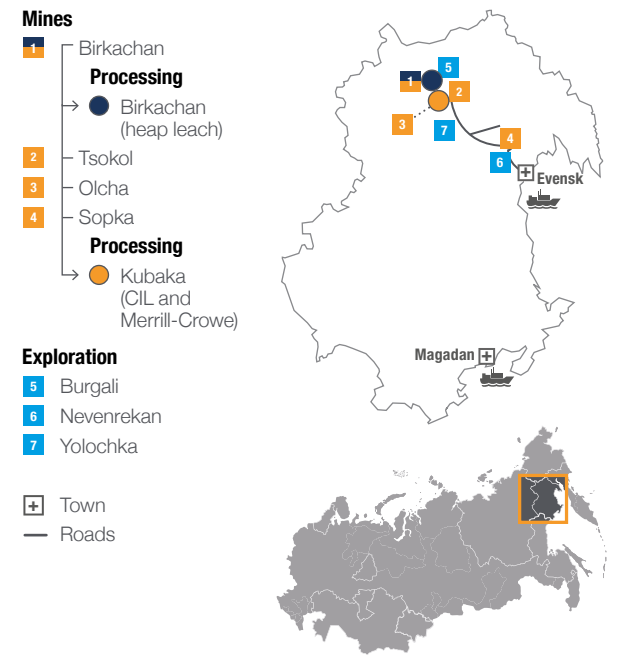 Mines
1 Birkachan
Processing
Birkachan
(heap leach)
2 Tsokol
3 Olcha
4 Sopka
Processing
Kubaka
(CIL and
Merrill-Crowe)
Exploration
5 Burgali
6 Nevenrekan
7 Yolochka
Town
Roads
5
1
2
3
7
4
6
Evensk
Magadan